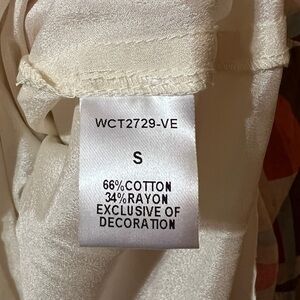 WCT2729-VE
S
66%COTTON
34%RAYON
EXCLUSIVE OF
DECORATION